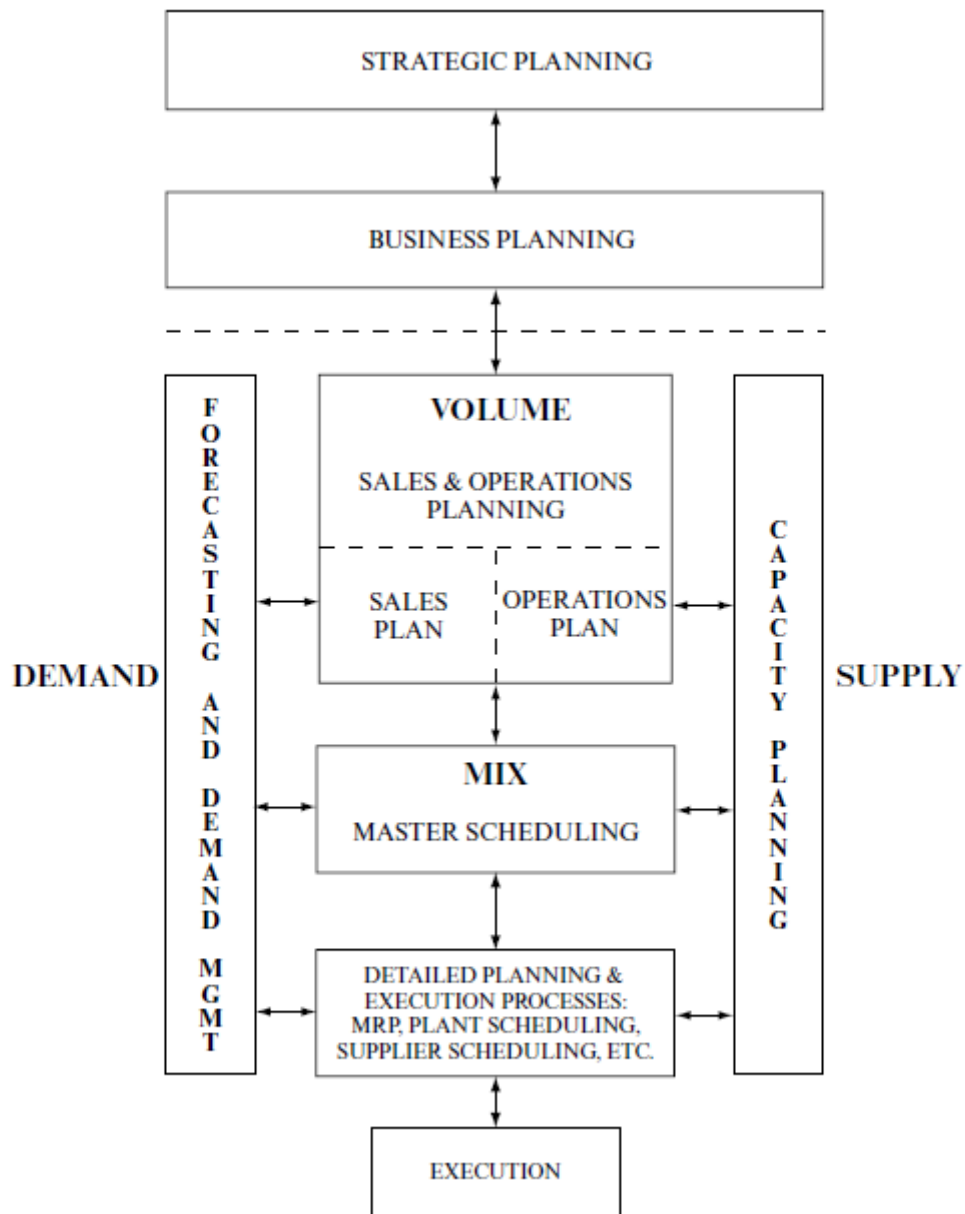 STRATEGIC PLANNING
BUSINESS PLANNING
FORECASTING AND DEMAND MGMT
VOLUME
SALES & OPERATIONS
PLANNING
SALES
PLAN
OPERATIONS
PLAN
CAPACITY PLANNING
DEMAND
SUPPLY
MIX
MASTER SCHEDULING
DETAILED PLANNING &
EXECUTION PROCESSES:
MRP, PLANT SCHEDULING,
SUPPLIER SCHEDULING, ETC.
EXECUTION